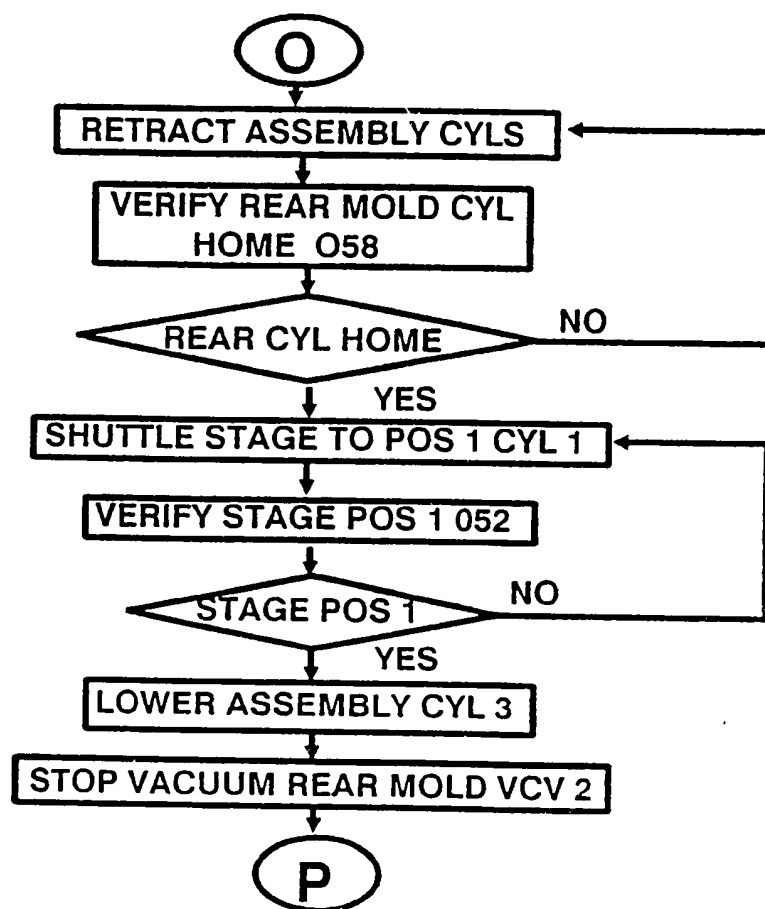 O
RETRACT ASSEMBLY CYLS
VERIFY REAR MOLD CYL
HOME O58
REAR CYL HOME
NO
YES
SHUTTLE STAGE TO POS 1 CYL 1
VERIFY STAGE POS 1 052
STAGE POS 1
NO
YES
LOWER ASSEMBLY CYL 3
STOP VACUUM REAR MOLD VCV 2
P